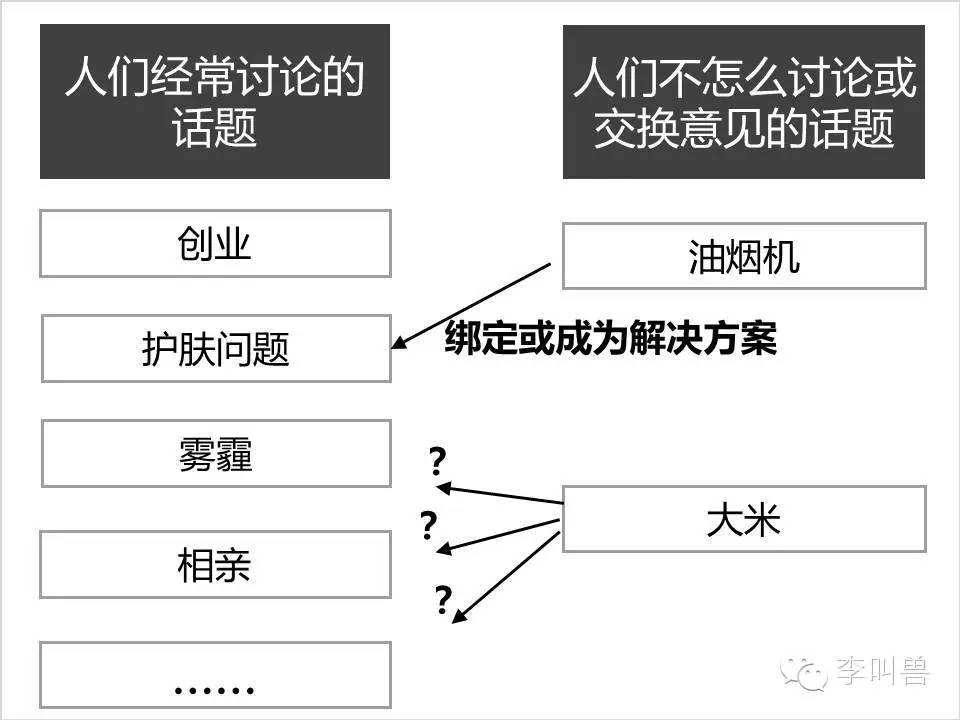 人们经常讨论的
话题
人们不怎么讨论或
交换意见的话题
创业
油烟机
护肤问题
绑定或成为解决方案
雾霾
?
大米
?
相亲
?
……
李叫兽